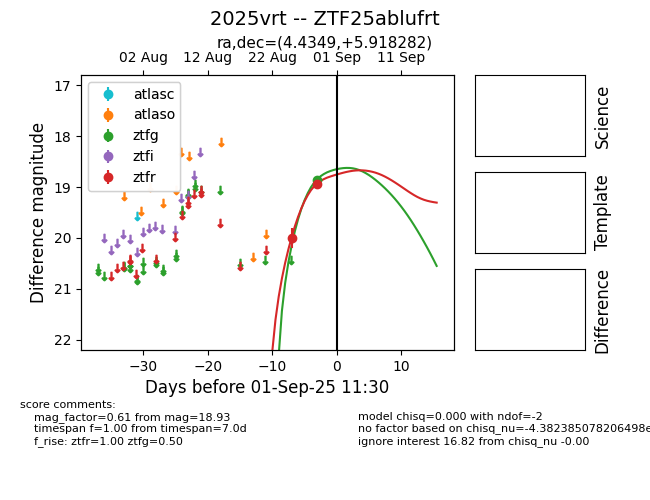 2025vrt -- ZTF25ablufrt
ra,dec=(4.4349,+5.918282)
02 Aug 12 Aug 22 Aug 01 Sep 11 Sep
17
18
19
20
21
22
Difference magnitude
atlasc
atlaso
ztfg
ztfi
ztfr
−30 −20 −10 0 10
Days before 01-Sep-25 11:30
Science
Template
Difference
score comments:
mag_factor=0.61 from mag=18.93
timespan f=1.00 from timespan=7.0d
f_rise: ztfr=1.00 ztfg=0.50
model chisq=0.000 with ndof=-2
no factor based on chisq_nu=-4.382385078206498e
ignore interest 16.82 from chisq_nu -0.00